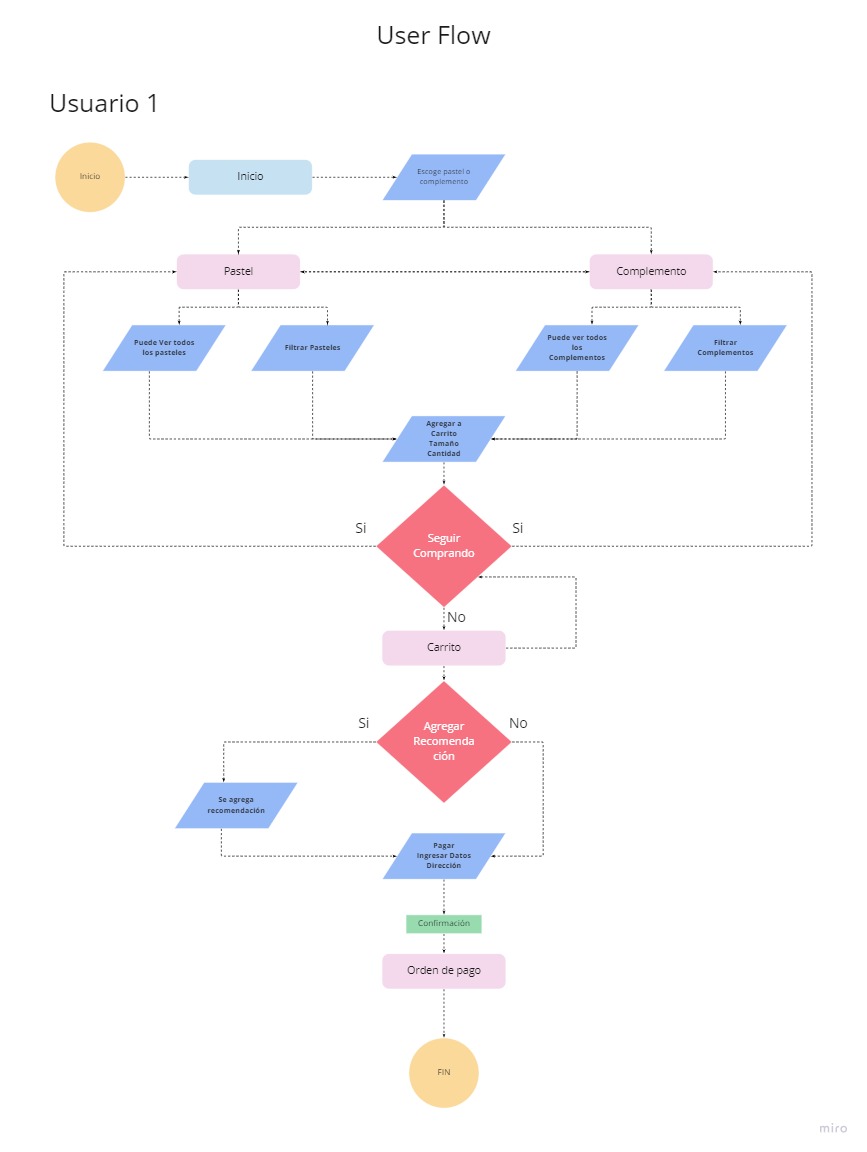 User Flow
Usuario 1
Inicio
Inicio
Escoge pastel o
complemento
Pastel
Complemento
Puede Ver todos
los pasteles
Filtrar Pasteles
Puede ver todos
los
Complementos
Filtrar
Complementos
Agregar a
Carrito
Tamaño
Cantidad
Si
Seguir
Comprando
Si
No
Carrito
Si
Agregar
Recomenda
ción
No
Se agrega
recomendación
Pagar
Ingresar Datos
Dirección
Confirmación
Orden de pago
FIN
miro